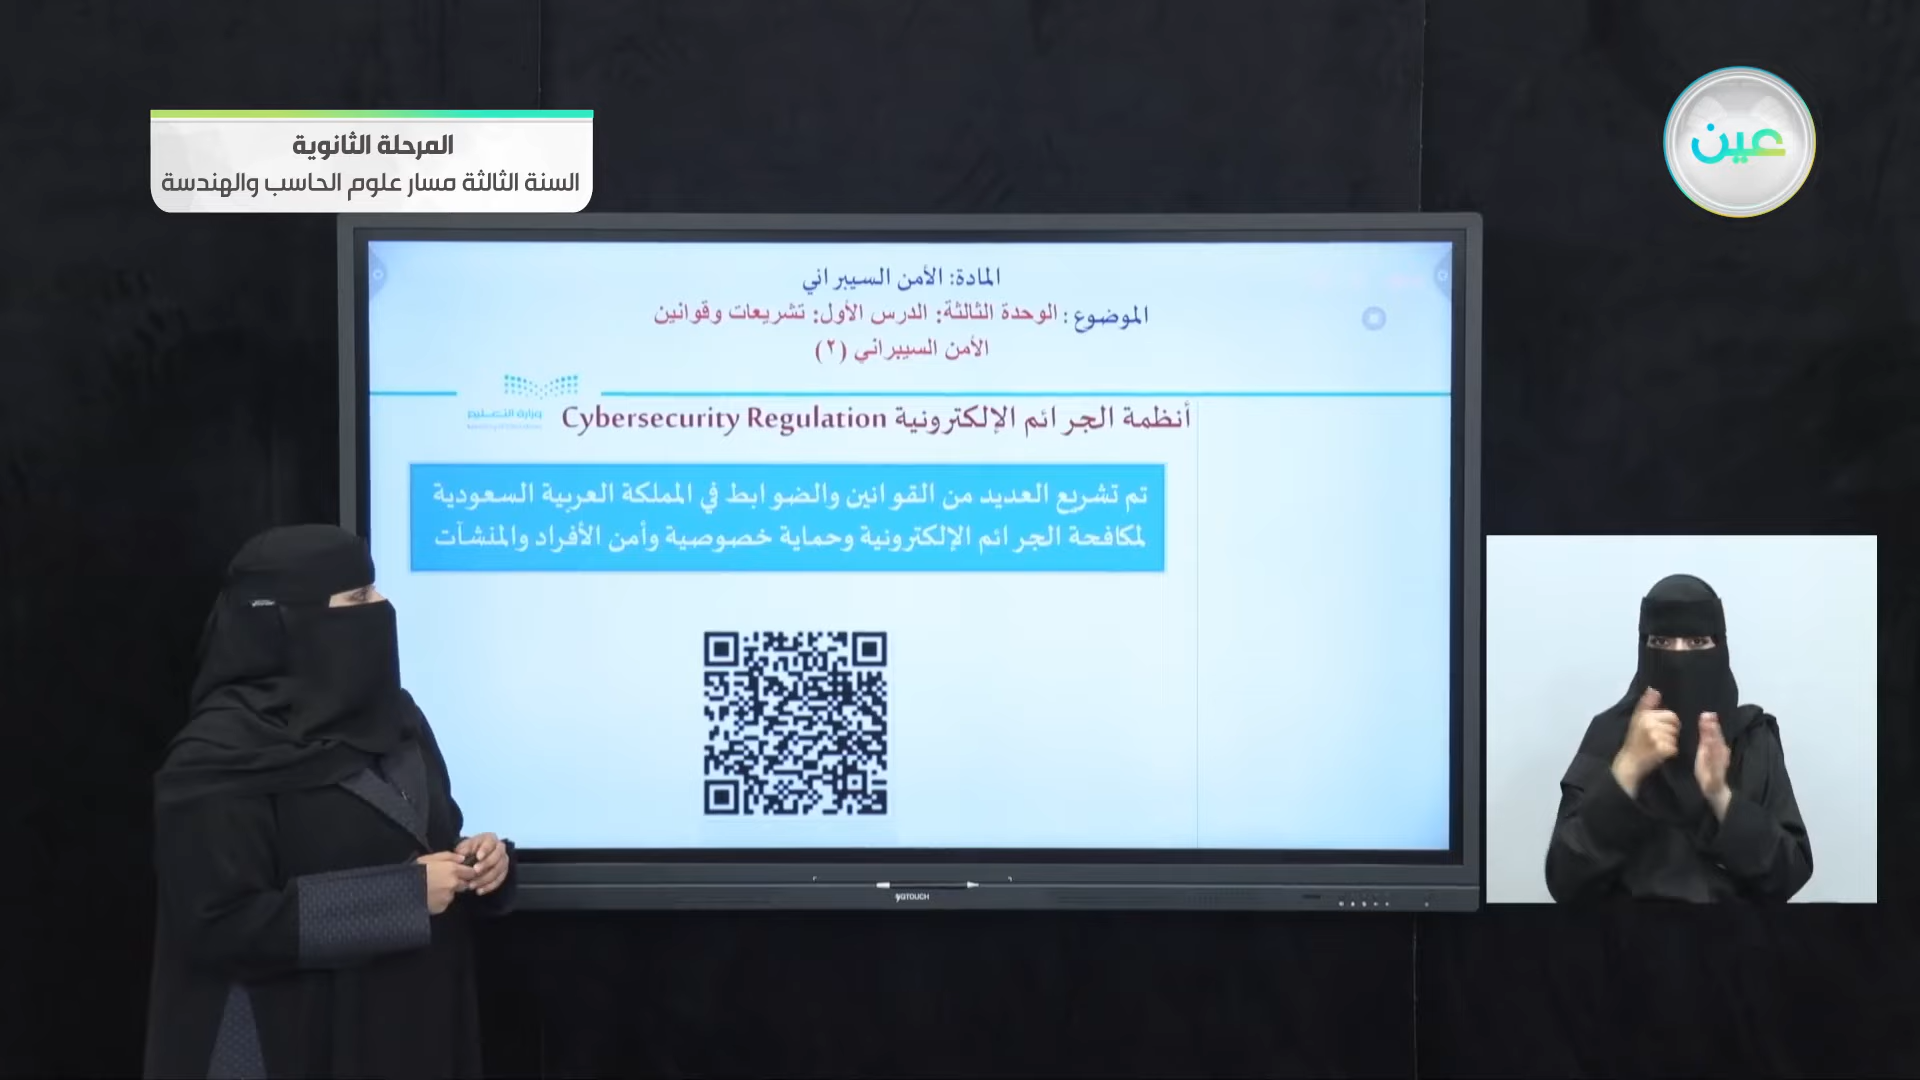 المرحلة الثانوية
السنة الثالثة مسار علوم الحاسب والهندسة
عين
المادة: الأمن السيبراني
الموضوع: الوحدة الثالثة: الدرس الأول: تشريعات وقوانين
الأمن السيبراني (٢)
وزارة التعليم
أنظمة الجرائم الإلكترونية Cybersecurity Regulation
تم تشريع العديد من القوانين والضوابط في المملكة العربية السعودية
لمكافحة الجرائم الإلكترونية وحماية خصوصية وأمن الأفراد والمنشآت